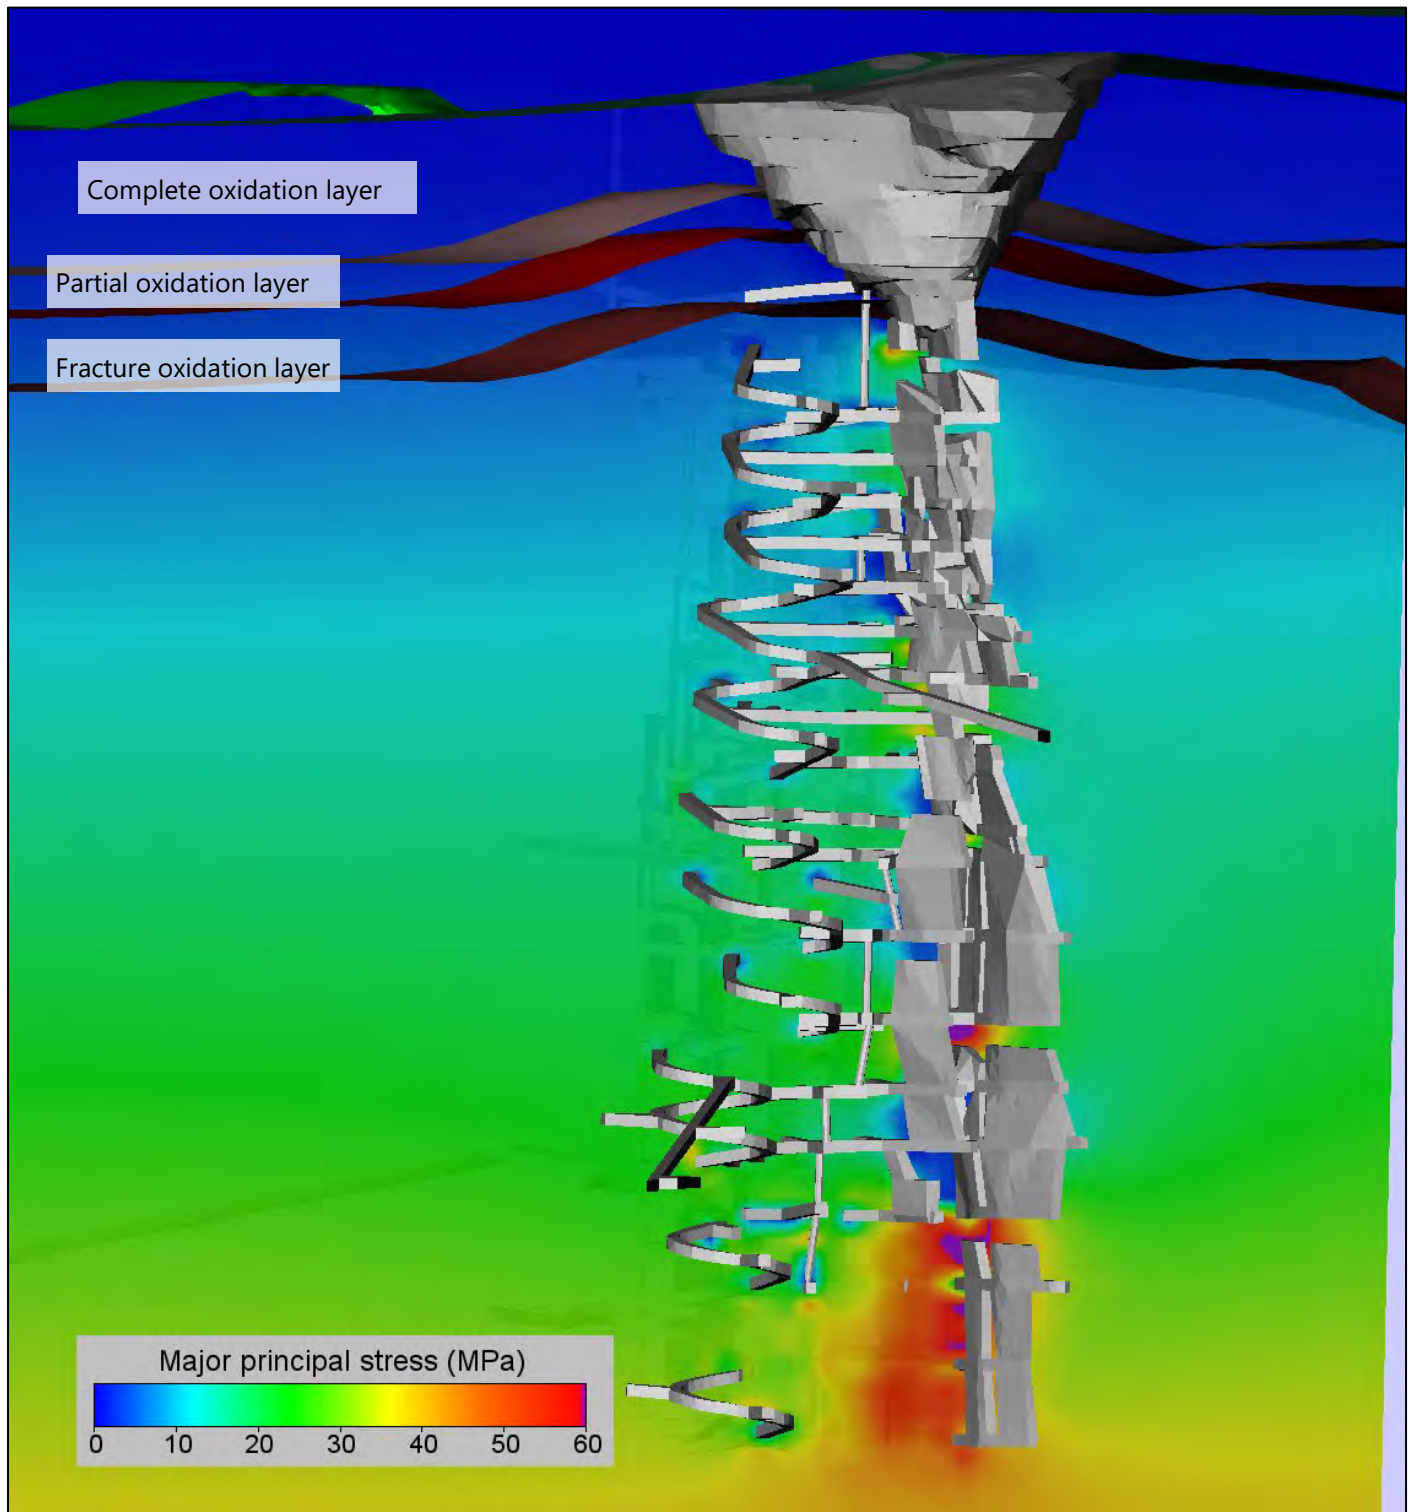 Complete oxidation layer
Partial oxidation layer
Fracture oxidation layer
Major principal stress (MPa)
0 10 20 30 40 50 60